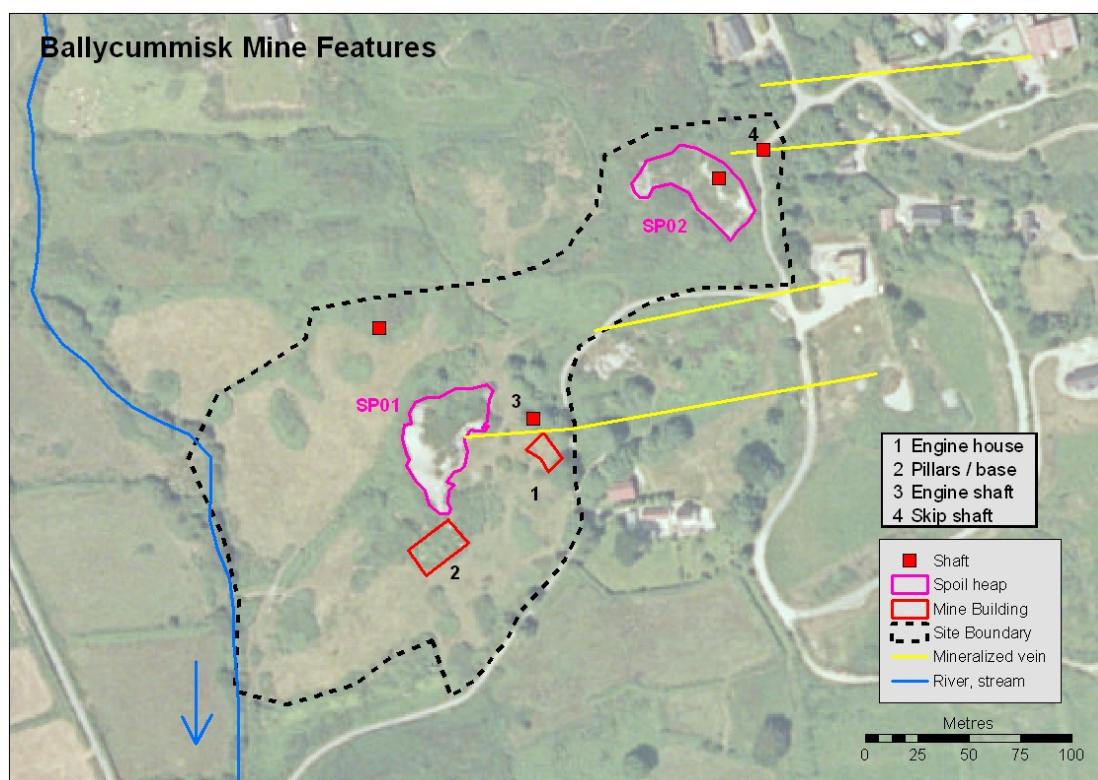 Ballycummisk Mine Features
4
SP02
SP01
3
1
2
1 Engine house
2 Pillars / base
3 Engine shaft
4 Skip shaft
Shaft
Spoil heap
Mine Building
Site Boundary
Mineralized vein
River, stream
Metres
0 25 50 75 100